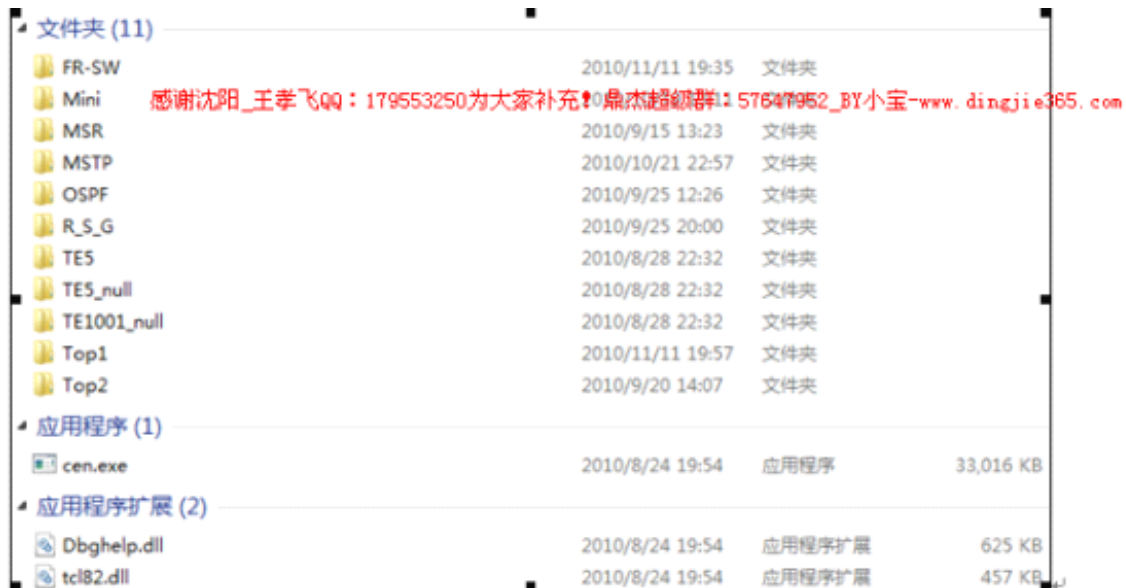 文件夹 (11)
FR-SW 2010/11/11 19:35 文件夹
Mini
感谢沈阳_王孝飞QQ：179553250为大家补充！鼎杰超级群：57647952_BY小宝-www.dingjie365.com
MSR 2010/9/15 13:23 文件夹
MSTP 2010/10/21 22:57 文件夹
OSPF 2010/9/25 12:26 文件夹
R_S_G 2010/9/25 20:00 文件夹
TE5 2010/8/28 22:32 文件夹
TE5_null 2010/8/28 22:32 文件夹
TE1001_null 2010/8/28 22:32 文件夹
Top1 2010/11/11 19:57 文件夹
Top2 2010/9/20 14:07 文件夹
应用程序 (1)
cen.exe 2010/8/24 19:54 应用程序 33,016 KB
应用程序扩展 (2)
Dbghelp.dll 2010/8/24 19:54 应用程序扩展 625 KB
tcl82.dll 2010/8/24 19:54 应用程序扩展 457 KB